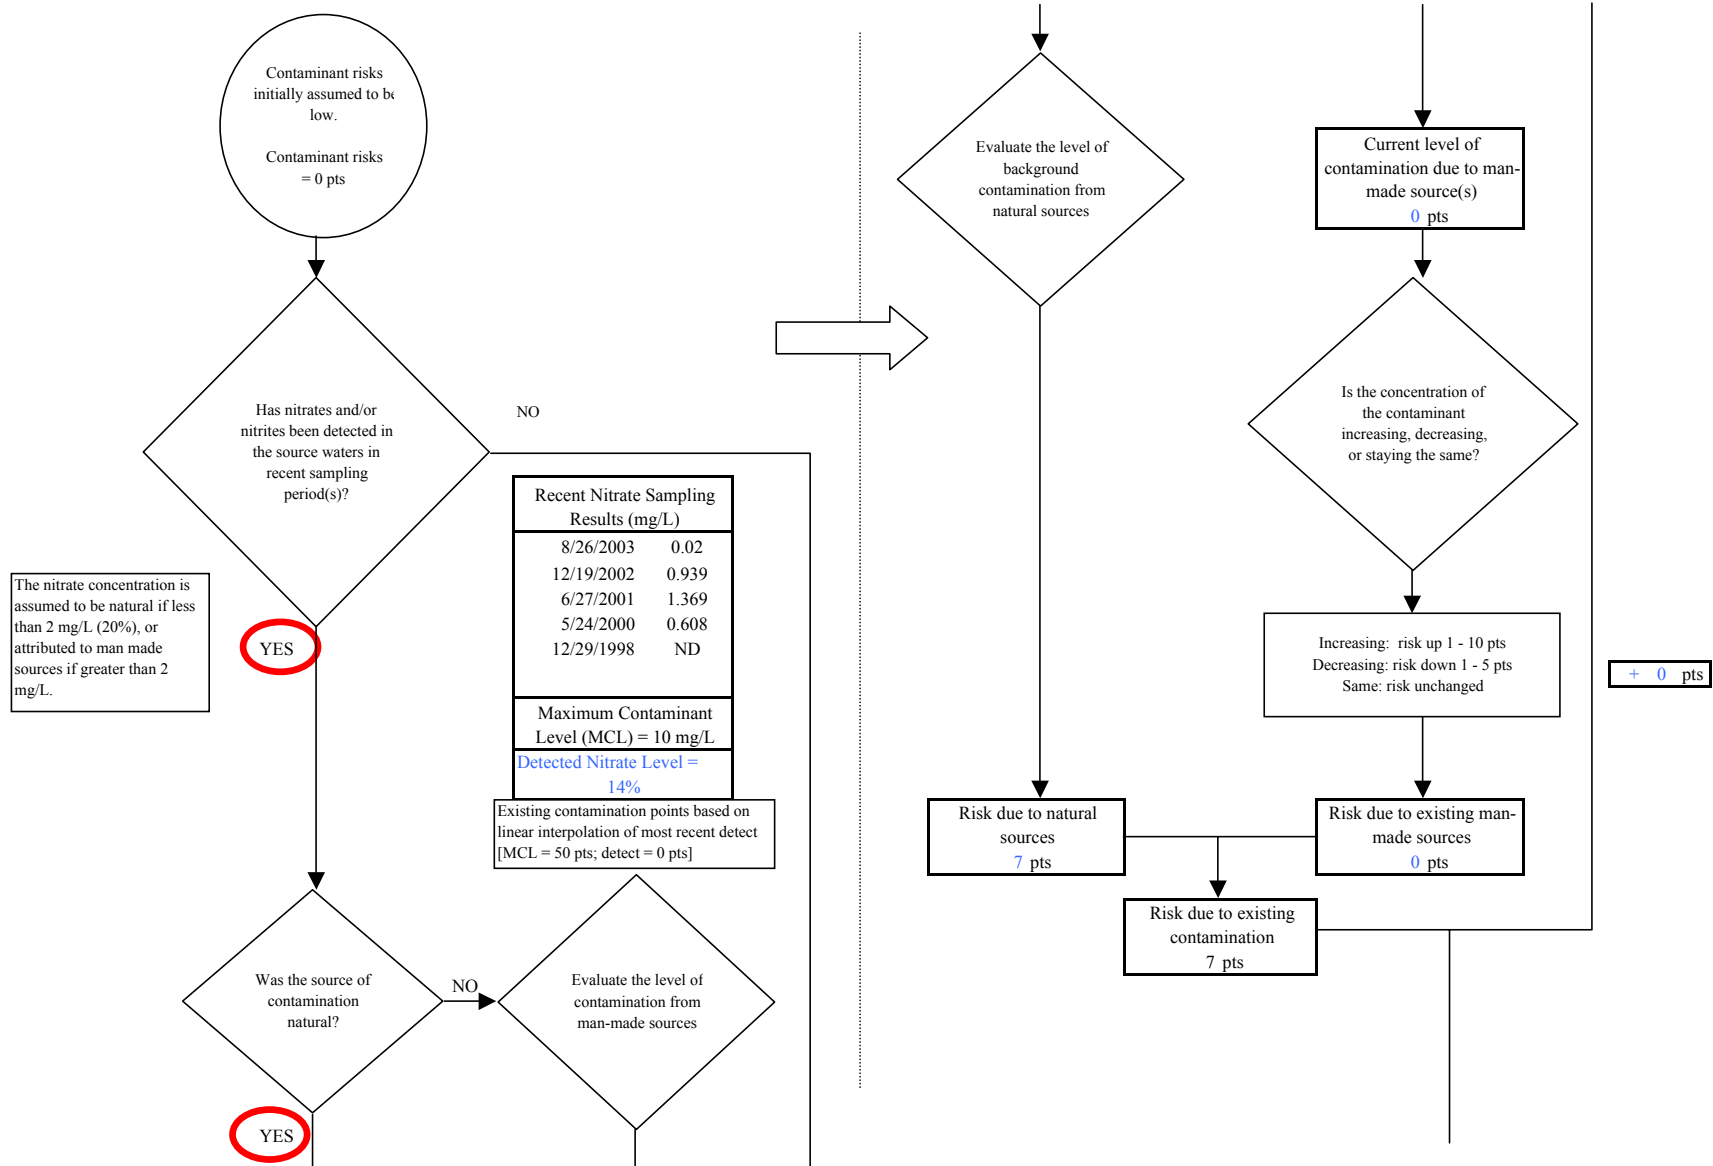 Contaminant risks
initially assumed to be
low.
Contaminant risks
= 0 pts
Has nitrates and/or
nitrites been detected in
the source waters in
recent sampling
period(s)?
NO
The nitrate concentration is
assumed to be natural if less
than 2 mg/L (20%), or
attributed to man made
sources if greater than 2
mg/L.
YES
Recent Nitrate Sampling
Results (mg/L)
8/26/2003 0.02
12/19/2002 0.939
6/27/2001 1.369
5/24/2000 0.608
12/29/1998 ND
Maximum Contaminant
Level (MCL) = 10 mg/L
Detected Nitrate Level =
14%
Existing contamination points based on
linear interpolation of most recent detect
[MCL = 50 pts; detect = 0 pts]
Was the source of
contamination
natural?
NO
Evaluate the level of
contamination from
man-made sources
YES
Evaluate the level of
background
contamination from
natural sources
Current level of
contamination due to man-
made source(s)
0 pts
Is the concentration of
the contaminant
increasing, decreasing,
or staying the same?
Increasing: risk up 1 - 10 pts
Decreasing: risk down 1 - 5 pts
Same: risk unchanged
+ 0 pts
Risk due to natural
sources
7 pts
Risk due to existing man-
made sources
0 pts
Risk due to existing
contamination
7 pts